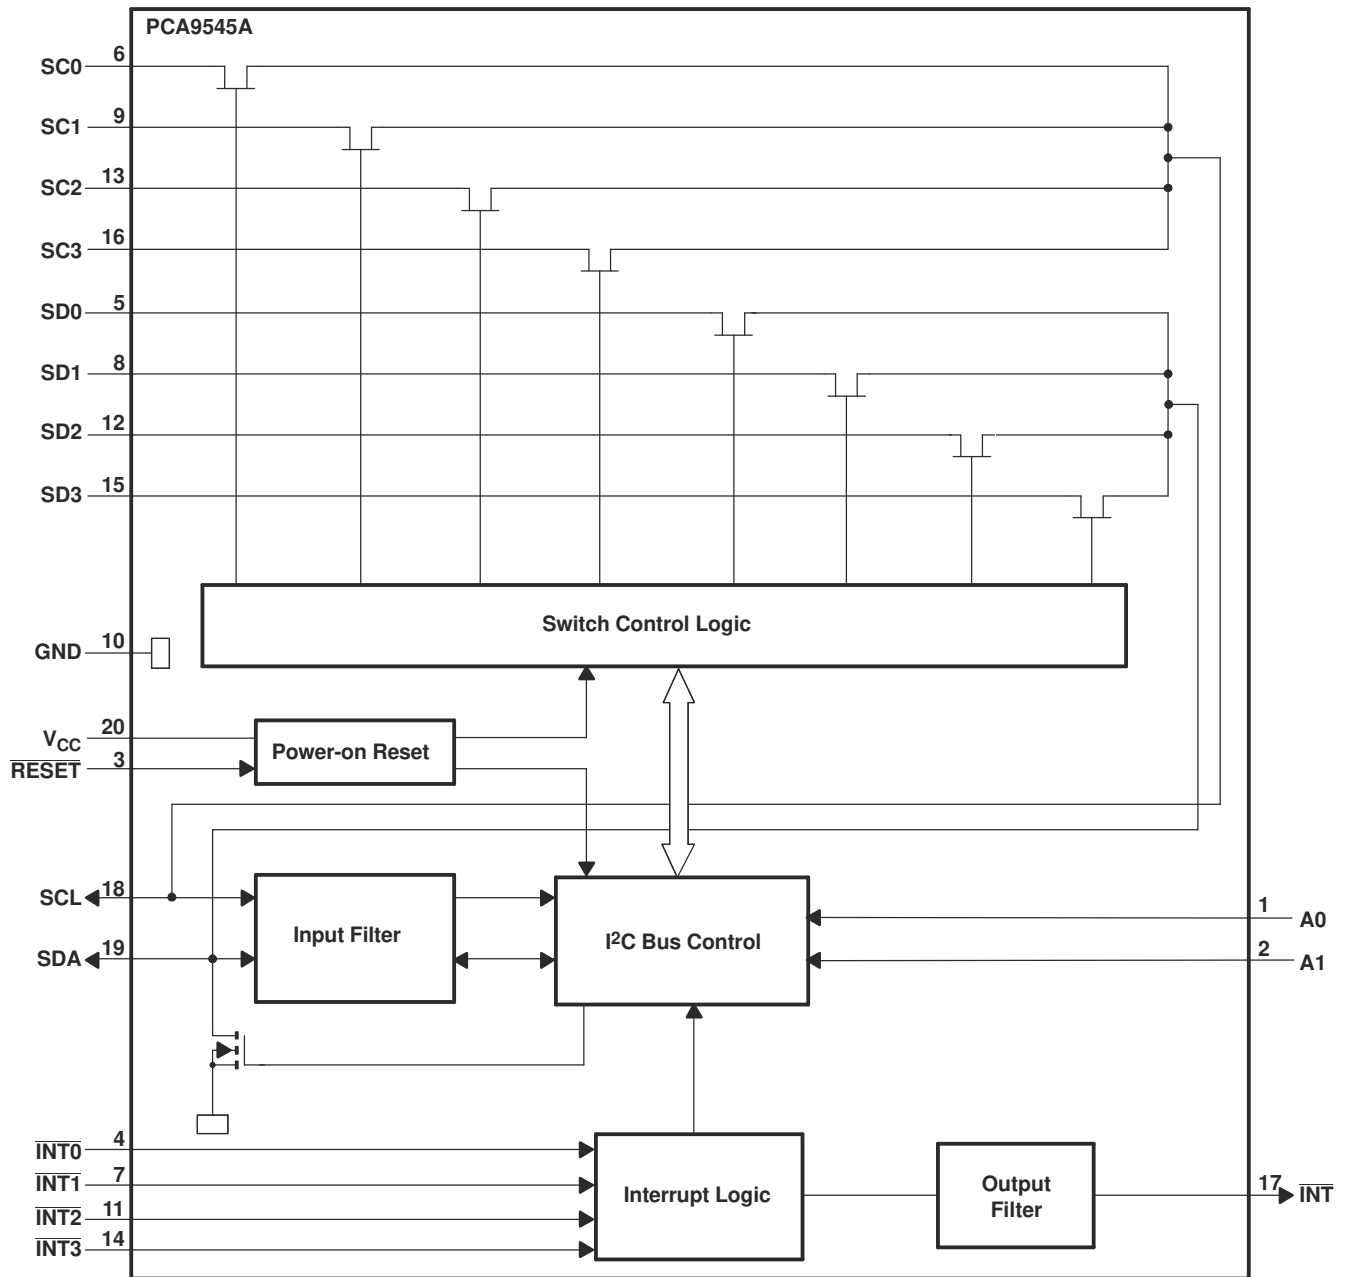 PCA9545A
SC0 6
SC1 9
SC2 13
SC3 16
SD0 5
SD1 8
SD2 12
SD3 15
Switch Control Logic
GND 10
VCC 20
Power-on Reset
RESET 3
SCL 18
Input Filter
I²C Bus Control
1 A0
SDA 19
2 A1
INT0 4
INT1 7
Interrupt Logic
Output
Filter
17 INT
INT2 11
INT3 14